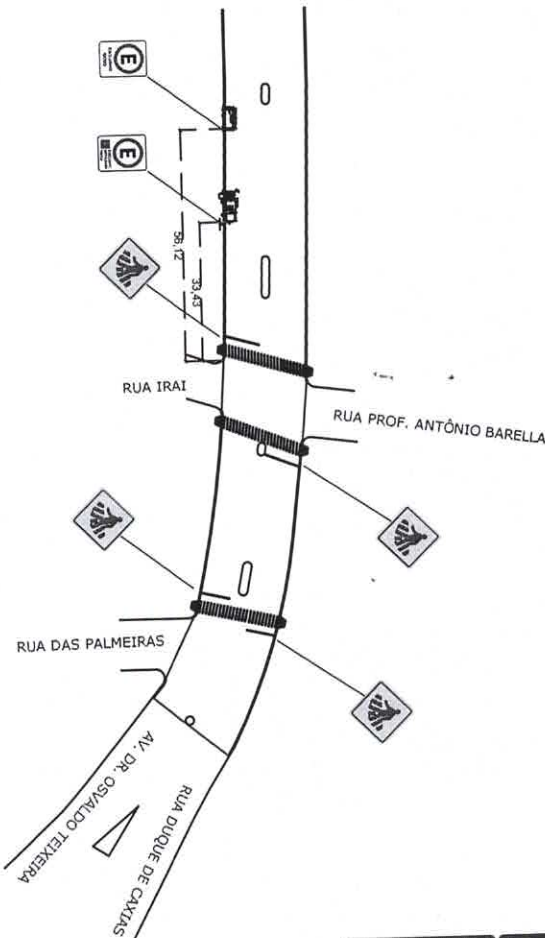 E
E
56,12
33,43
RUA IRAI
RUA PROF. ANTÔNIO BARELLA
RUA DAS PALMEIRAS
AV. DR. OSVALDO TEIXEIRA
RUA DUQUE DE CAXIAS